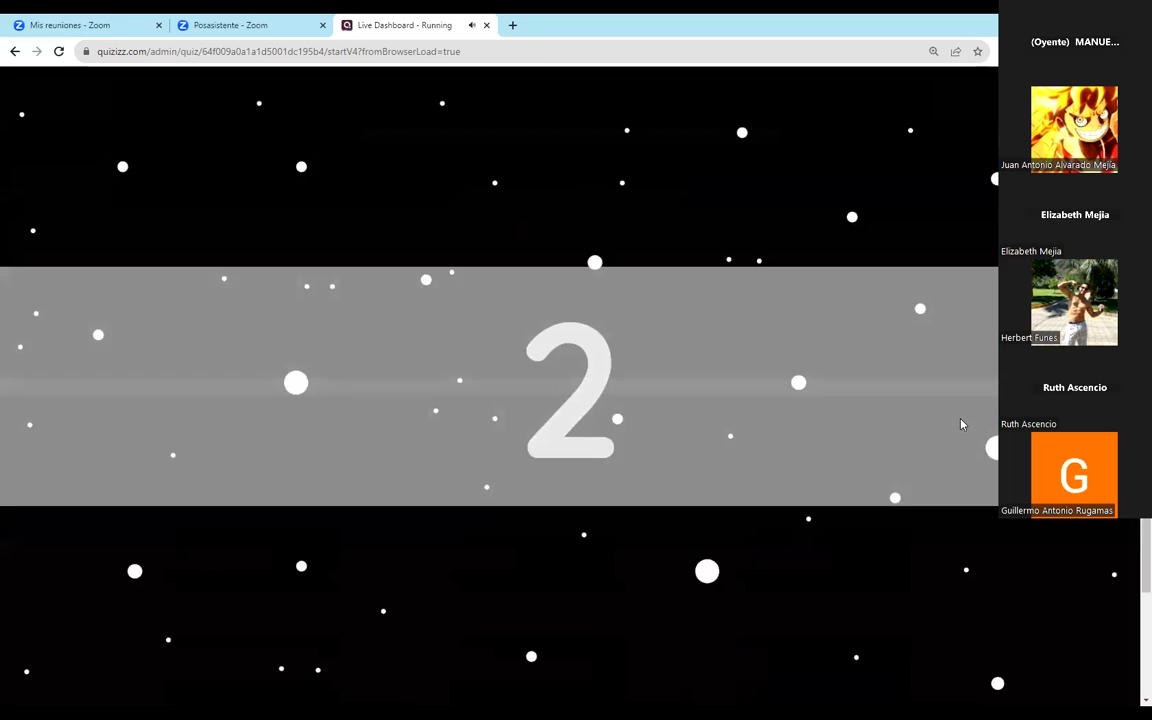 Mis reuniones - Zoom
Posasistente - Zoom
Live Dashboard - Running
quizizz.com/admin/quiz/64f009a0a1a1d5001dc195b4/startV4?fromBrowserLoad=true
2
(Oyente) MANUE...
Juan Antonio Alvarado Mejía
Elizabeth Mejia
Elizabeth Mejia
Herbert Funes
Ruth Ascencio
Ruth Ascencio
G
Guillermo Antonio Rugamas